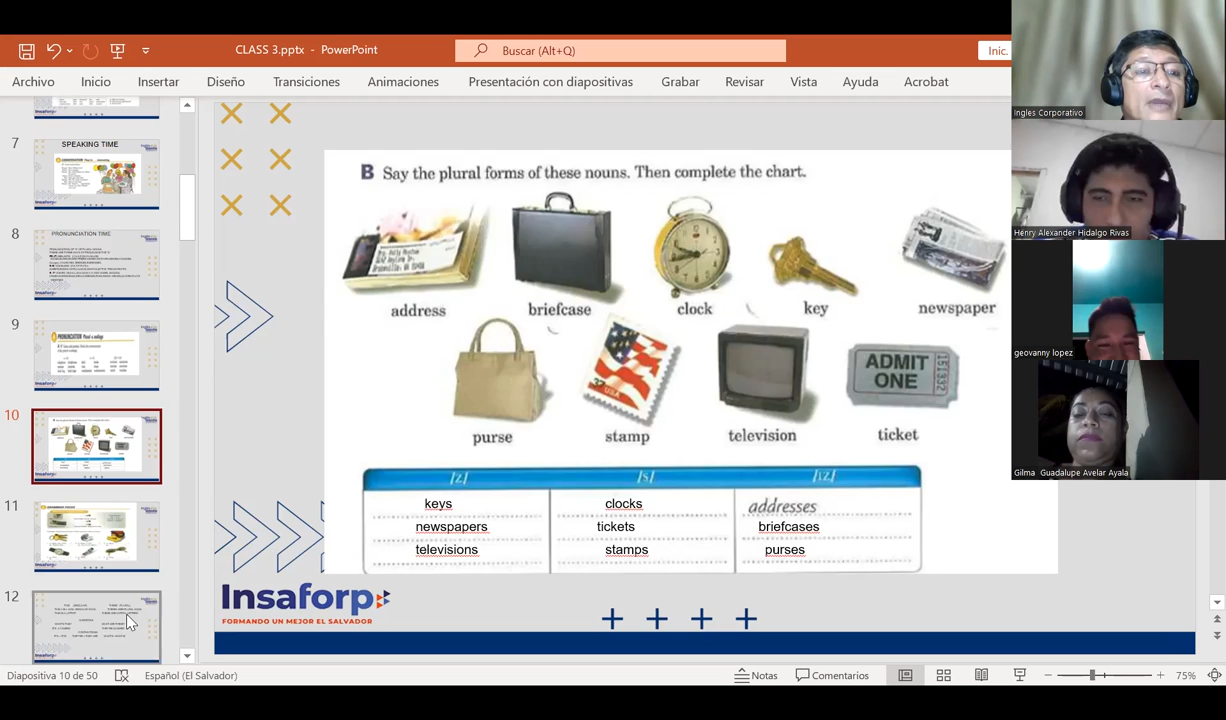 CLASS 3.pptx - PowerPoint
Buscar (Alt+Q)
Inic.
Archivo Inicio Insertar Diseño Transiciones Animaciones Presentación con diapositivas Grabar Revisar Vista Ayuda Acrobat
Ingles Corporativo
Henry Alexander Hidalgo Rivas
geovanny lopez
Gilma Guadalupe Avelar Ayala
7
SPEAKING TIME
8
PRONUNCIATION TIME
9
10
11
12
B Say the plural forms of these nouns. Then complete the chart.
address briefcase clock key newspaper
ADMIT
ONE
151332
37
USA
purse stamp television ticket
/z/ /s/ /ɪz/
keys clocks addresses
newspapers tickets briefcases
televisions stamps purses
Insaforp
FORMANDO UN MEJOR EL SALVADOR
Diapositiva 10 de 50
Español (El Salvador)
Notas
Comentarios
75%